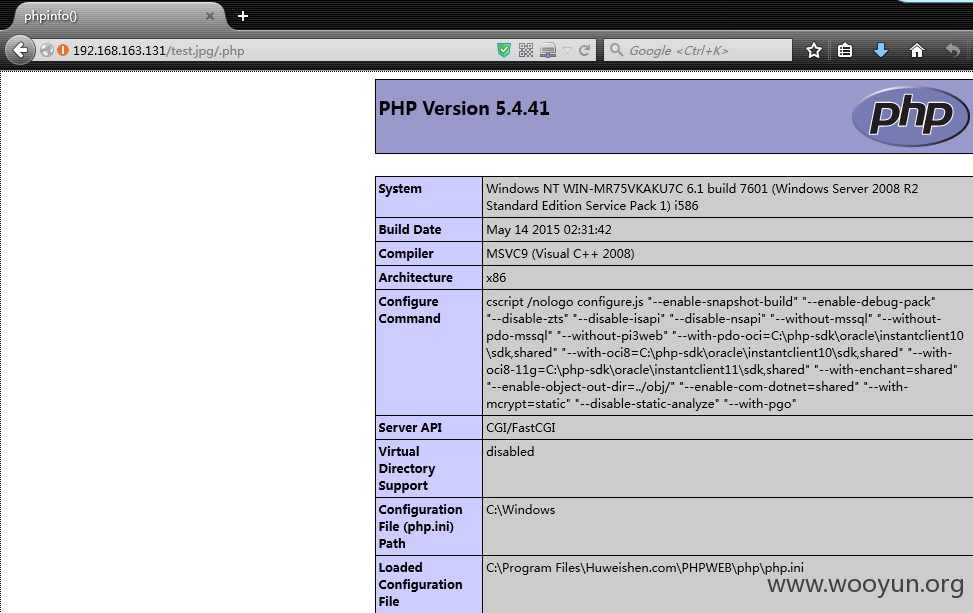 phpinfo()
192.168.163.131/test.jpg/.php
Google <Ctrl+K>
PHP Version 5.4.41
php
System
Windows NT WIN-MR75VKAKU7C 6.1 build 7601 (Windows Server 2008 R2
Standard Edition Service Pack 1) i586
Build Date
May 14 2015 02:31:42
Compiler
MSVC9 (Visual C++ 2008)
Architecture
x86
Configure
Command
cscript /nologo configure.js "--enable-snapshot-build" "--enable-debug-pack"
"--disable-zts" "--disable-isapi" "--disable-nsapi" "--without-mssql" "--without-
pdo-mssql" "--without-pi3web" "--with-pdo-oci=C:\php-sdk\oracle\instantclient10
\sdk,shared" "--with-oci8=C:\php-sdk\oracle\instantclient10\sdk,shared" "--with-
oci8-11g=C:\php-sdk\oracle\instantclient11\sdk,shared" "--with-enchant=shared"
"--enable-object-out-dir=../obj/" "--enable-com-dotnet=shared" "--with-
mcrypt=static" "--disable-static-analyze" "--with-pgo"
Server API
CGI/FastCGI
Virtual
Directory
Support
disabled
Configuration
File (php.ini)
Path
C:\Windows
Loaded
Configuration
File
C:\Program Files\Huweishen.com\PHPWEB\php\php.ini
www.wooyun.org